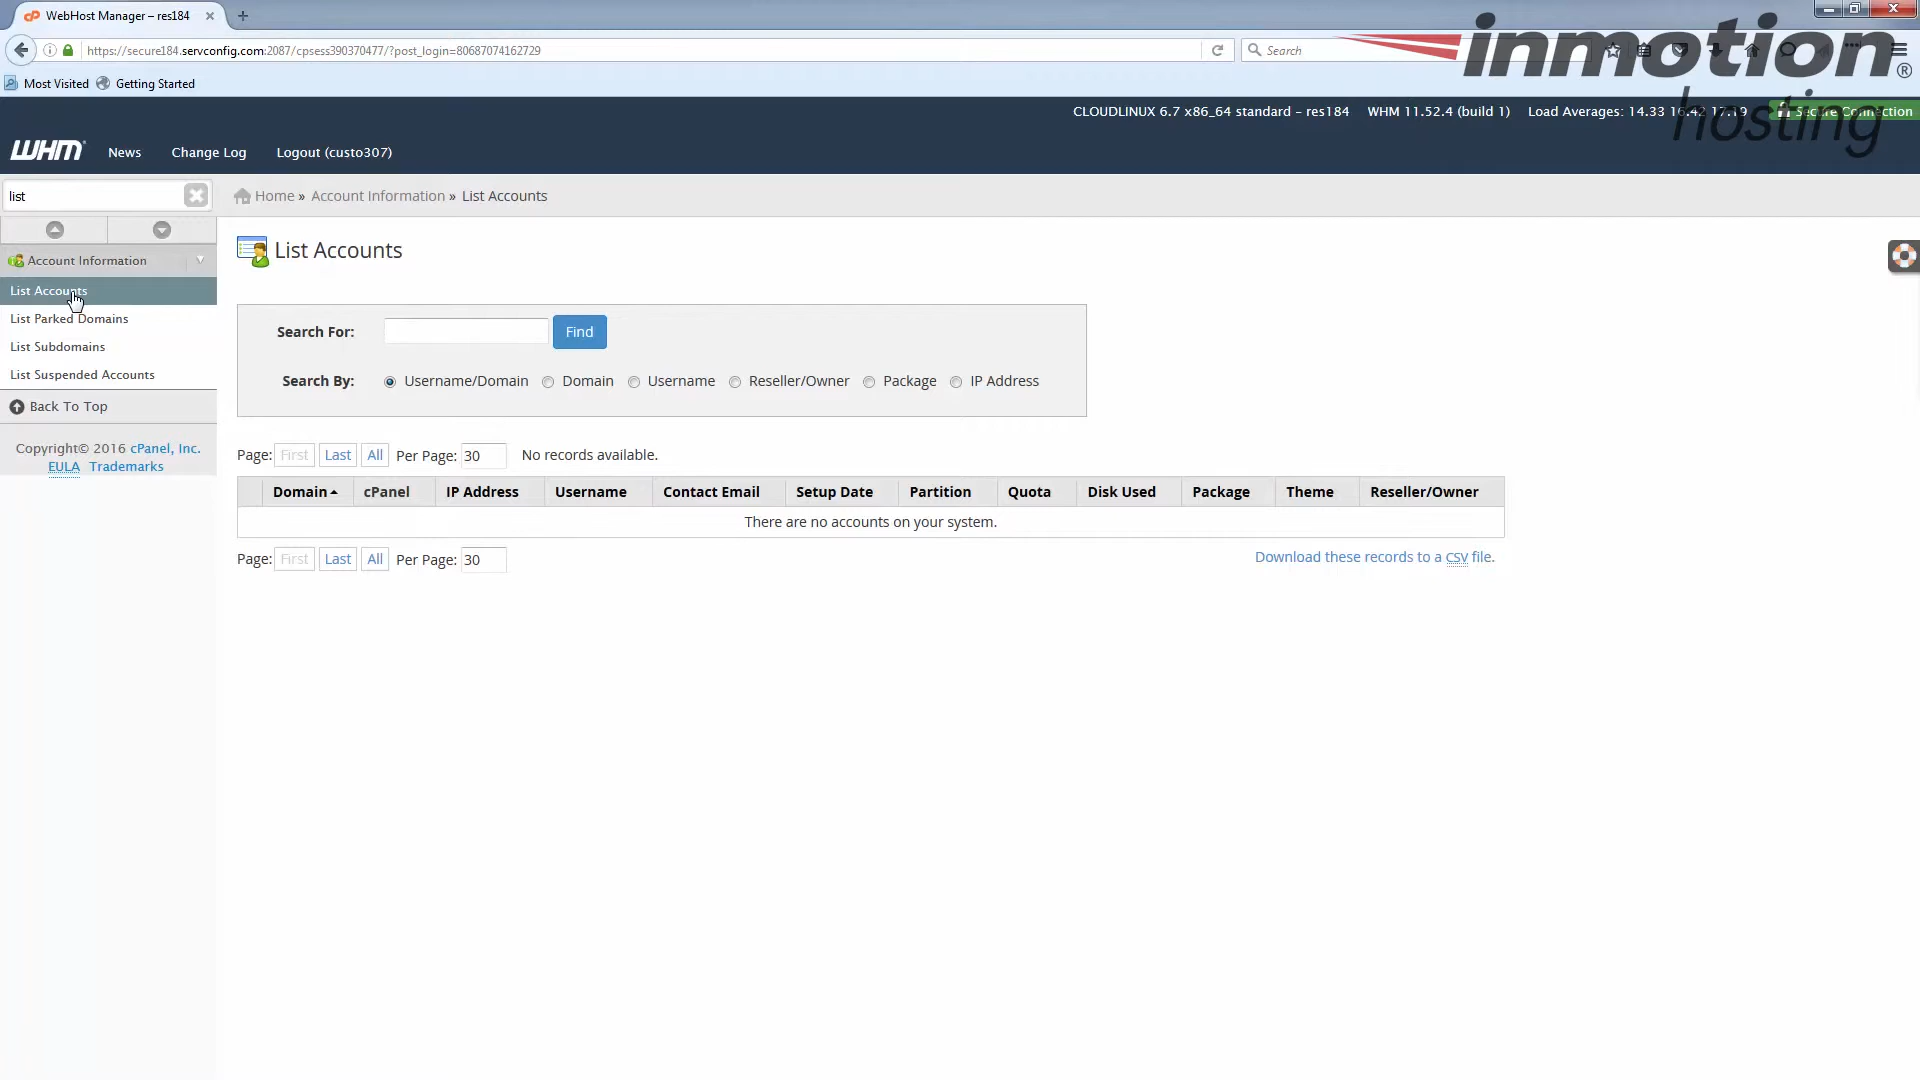 WebHost Manager – res184
https://secure184.servconfig.com:2087/cpsess390370477/?post_login=80687074162729
Search
inmotion®
hosting
Most Visited
Getting Started
CLOUDLINUX 6.7 x86_64 standard – res184
WHM 11.52.4 (build 1)
Load Averages: 14.33 16.42 17.19
Secure Connection
WHM
News
Change Log
Logout (custo307)
list
Home » Account Information » List Accounts
Account Information
List Accounts
List Parked Domains
List Subdomains
List Suspended Accounts
Back To Top
Copyright© 2016 cPanel, Inc.
EULA Trademarks
List Accounts
Search For:
Find
Search By: Username/Domain Domain Username Reseller/Owner Package IP Address
Page: First Last All Per Page: 30 No records available.
Domain cPanel IP Address Username Contact Email Setup Date Partition Quota Disk Used Package Theme Reseller/Owner
There are no accounts on your system.
Page: First Last All Per Page: 30
Download these records to a CSV file.